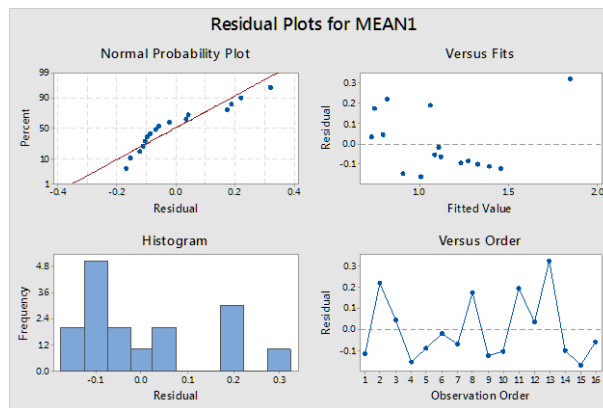 Residual Plots for MEAN1
Normal Probability Plot
99
90
50
10
1
Percent
-0.4 -0.2 0.0 0.2 0.4
Residual
Versus Fits
0.3
0.2
0.1
0.0
-0.1
Residual
1.0 1.5 2.0
Fitted Value
Histogram
4.8
3.6
2.4
1.2
0.0
Frequency
-0.1 0.0 0.1 0.2 0.3
Residual
Versus Order
0.3
0.2
0.1
0.0
-0.1
Residual
1 2 3 4 5 6 7 8 9 10 11 12 13 14 15 16
Observation Order